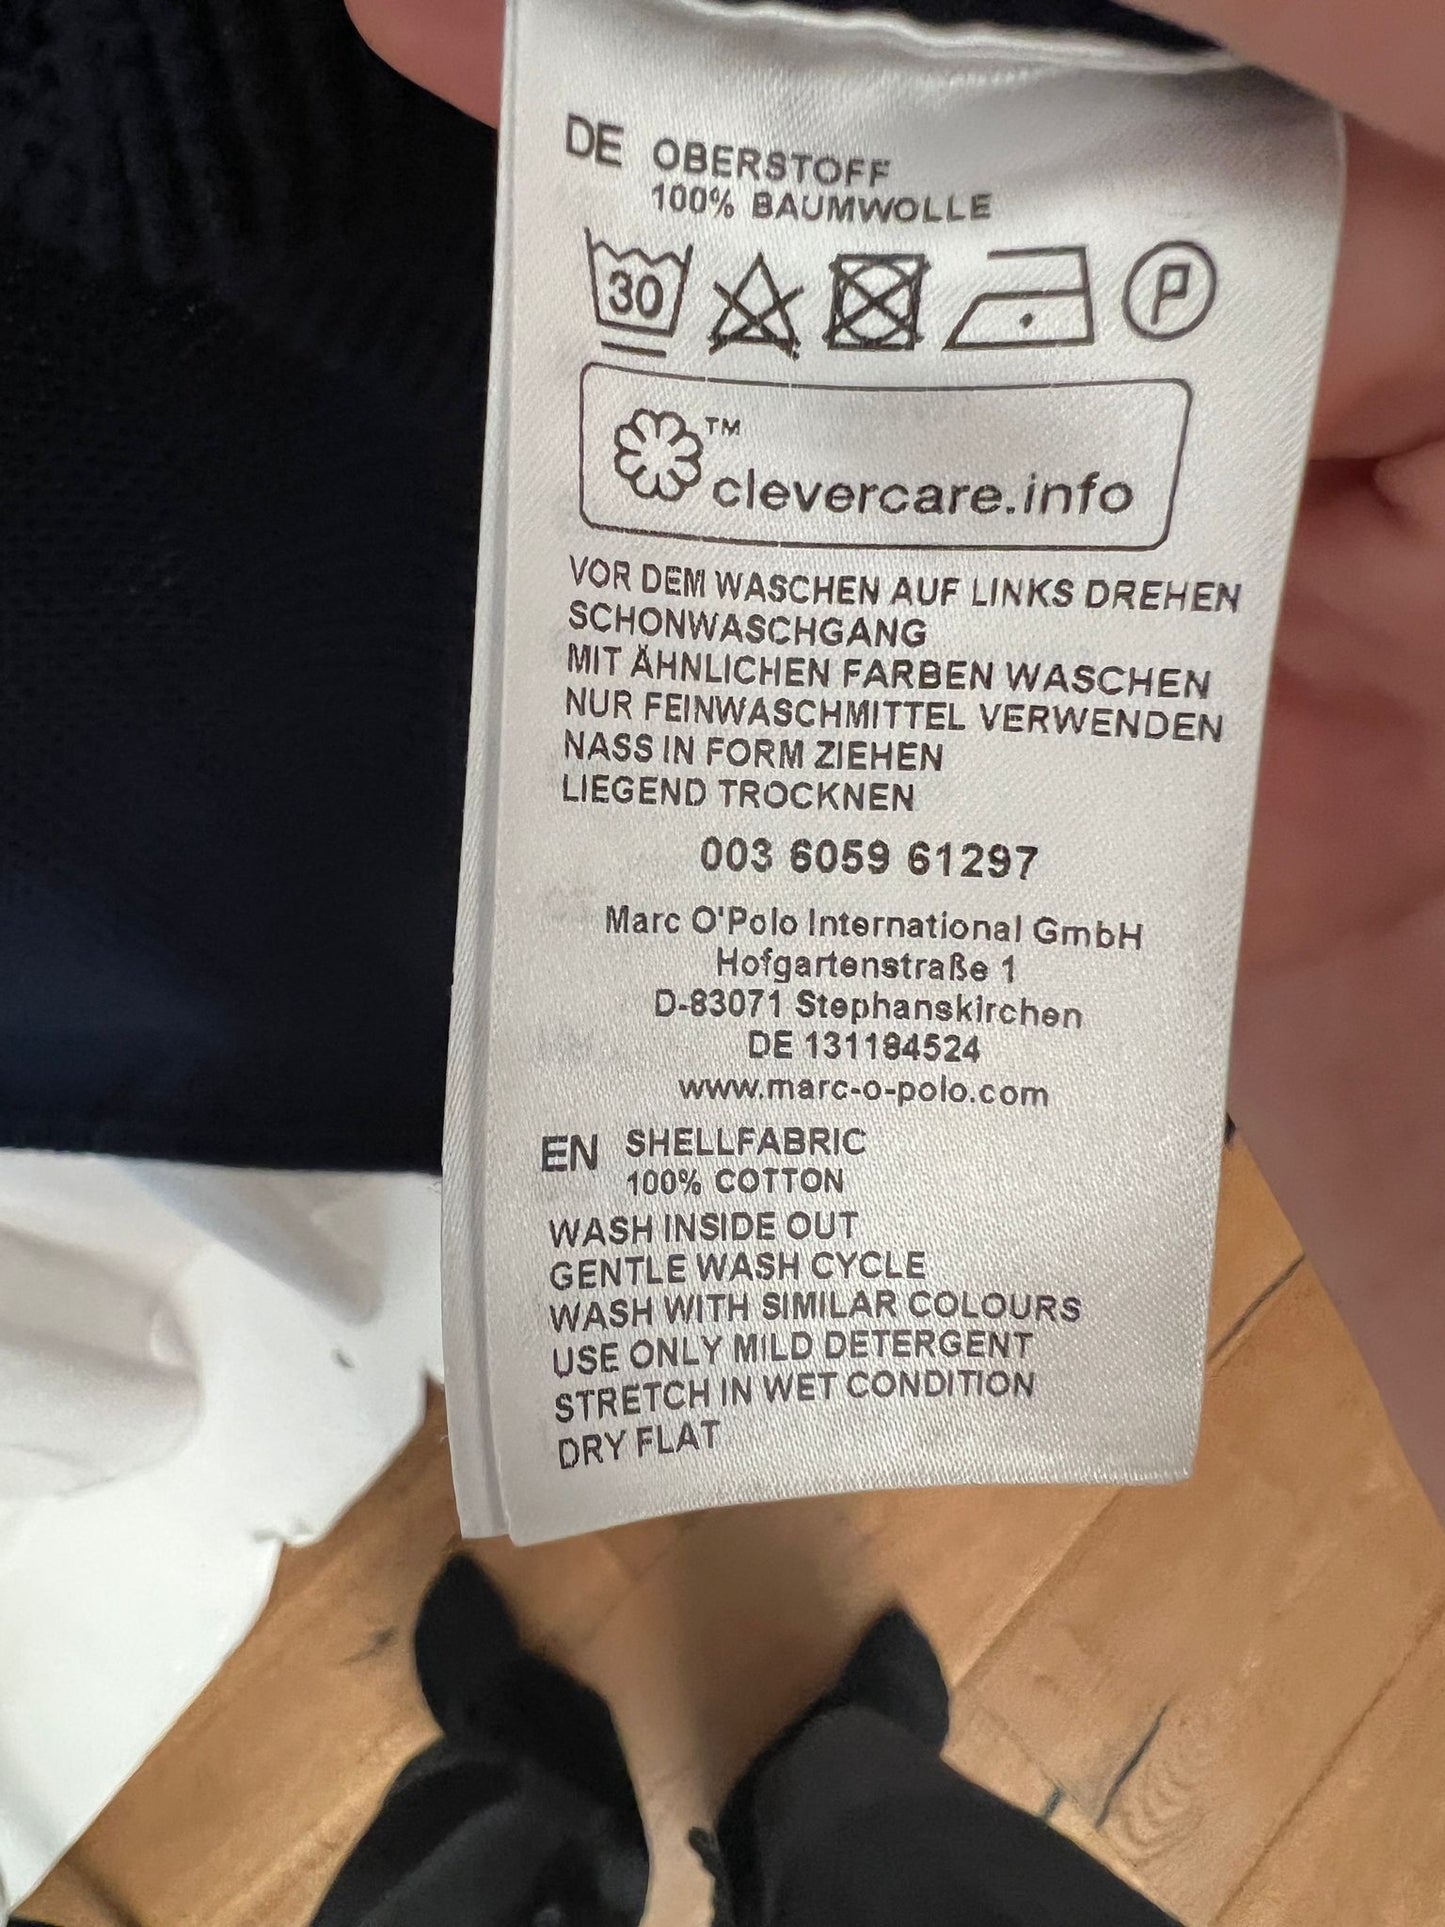 DE OBERSTOFF
100% BAUMWOLLE
30
P
™
clevercare.info
VOR DEM WASCHEN AUF LINKS DREHEN
SCHONWASCHGANG
MIT ÄHNLICHEN FARBEN WASCHEN
NUR FEINWASCHMITTEL VERWENDEN
NASS IN FORM ZIEHEN
LIEGEND TROCKNEN
003 6059 61297
Marc O'Polo International GmbH
Hofgartenstraße 1
D-83071 Stephanskirchen
DE 131184524
www.marc-o-polo.com
EN SHELLFABRIC
100% COTTON
WASH INSIDE OUT
GENTLE WASH CYCLE
WASH WITH SIMILAR COLOURS
USE ONLY MILD DETERGENT
STRETCH IN WET CONDITION
DRY FLAT